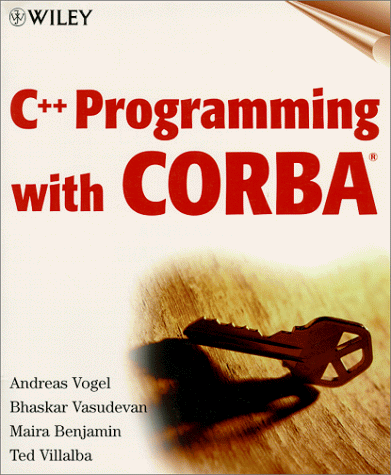 WILEY
C++ Programming
with CORBA®
Andreas Vogel
Bhaskar Vasudevan
Maira Benjamin
Ted Villalba